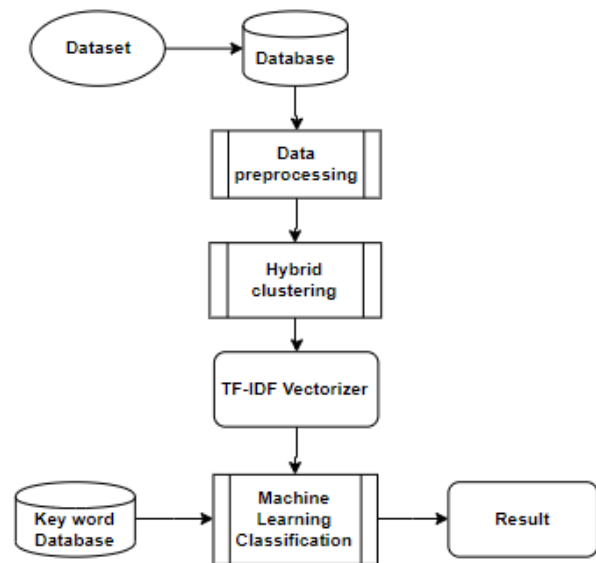 Dataset
Database
Data
preprocessing
Hybrid
clustering
TF-IDF Vectorizer
Key word
Database
Machine
Learning
Classification
Result